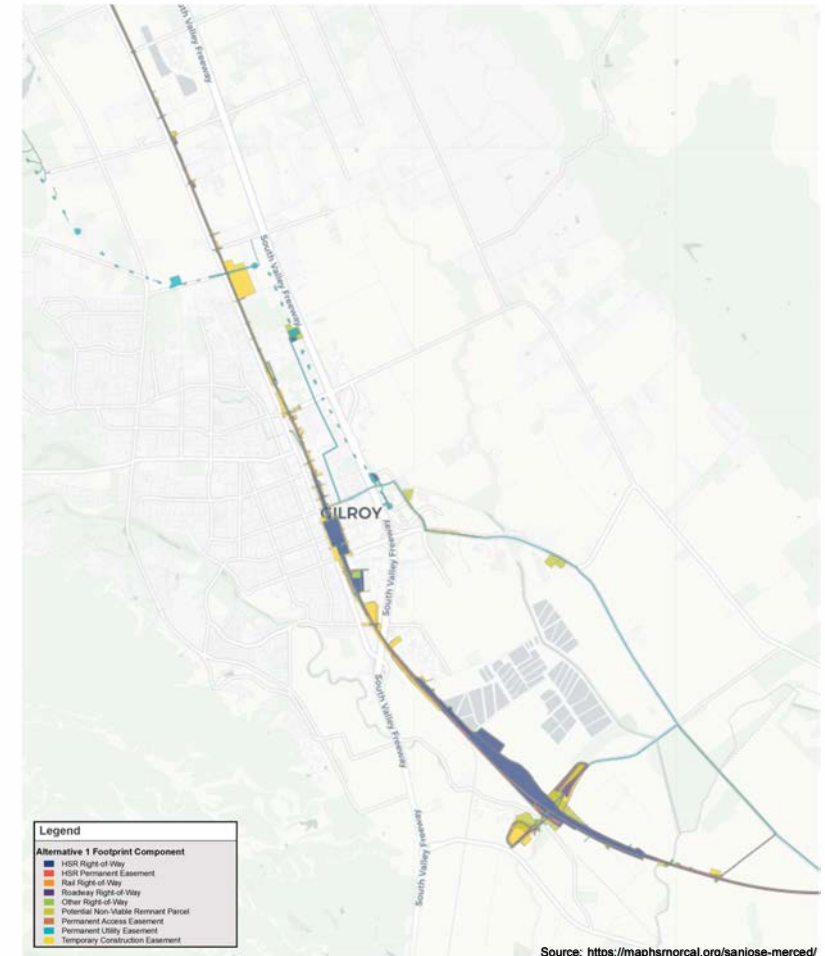 South Valley Freeway
South Valley Freeway
GILROY
South Valley Freeway
South Valley Freeway
South Valley Freeway
Legend
Alternative 1 Footprint Component
HSR Right-of-Way
HSR Permanent Easement
Rail Right-of-Way
Roadway Right-of-Way
Other Right-of-Way
Potential Non-Viable Remnant Parcel
Permanent Access Easement
Permanent Utility Easement
Temporary Construction Easement
Source: https://maphsrnorcal.org/sanjose-merced/